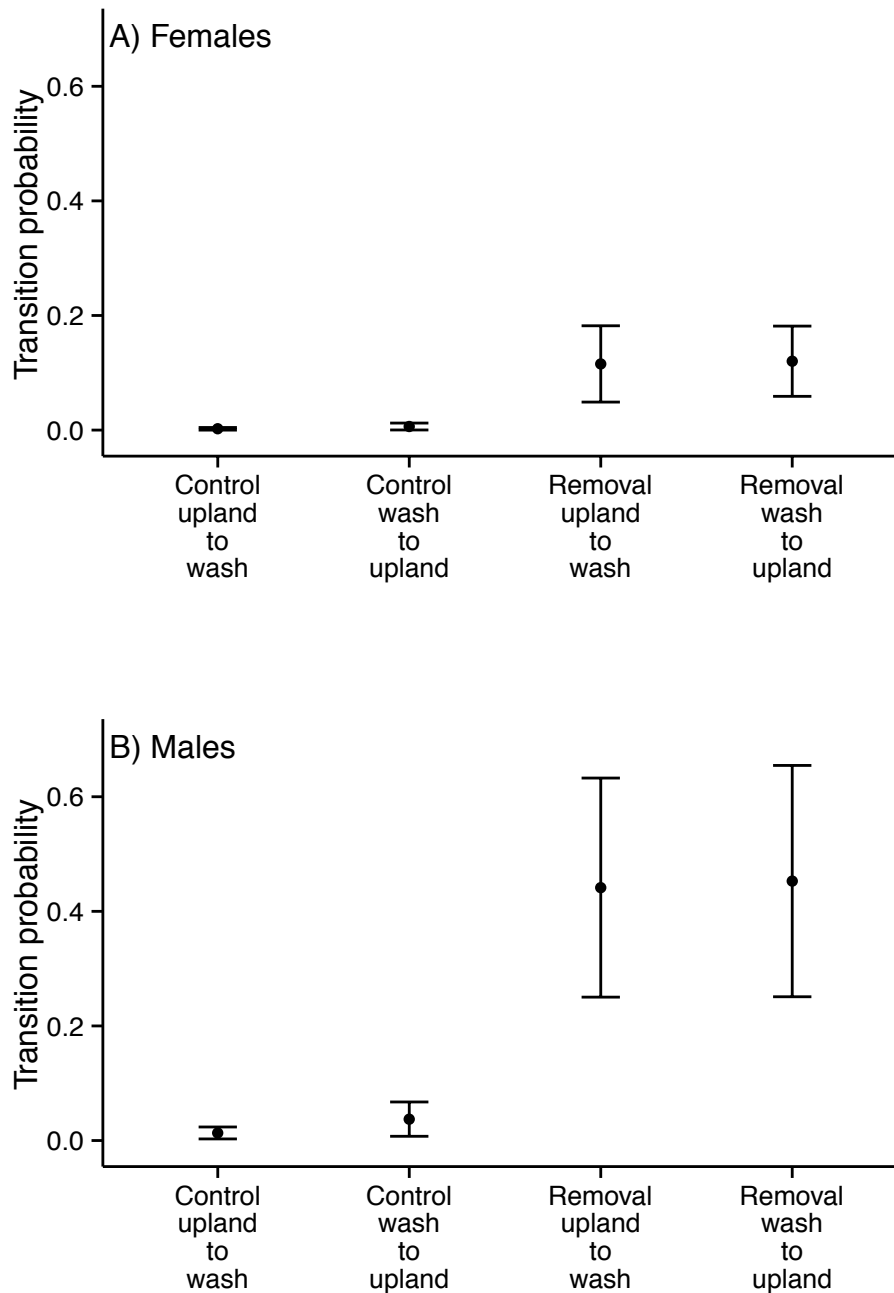 A) Females
Transition probability
0.6
0.4
0.2
0.0
Control
upland
to
wash
Control
wash
to
upland
Removal
upland
to
wash
Removal
wash
to
upland
B) Males
Transition probability
0.6
0.4
0.2
0.0
Control
upland
to
wash
Control
wash
to
upland
Removal
upland
to
wash
Removal
wash
to
upland